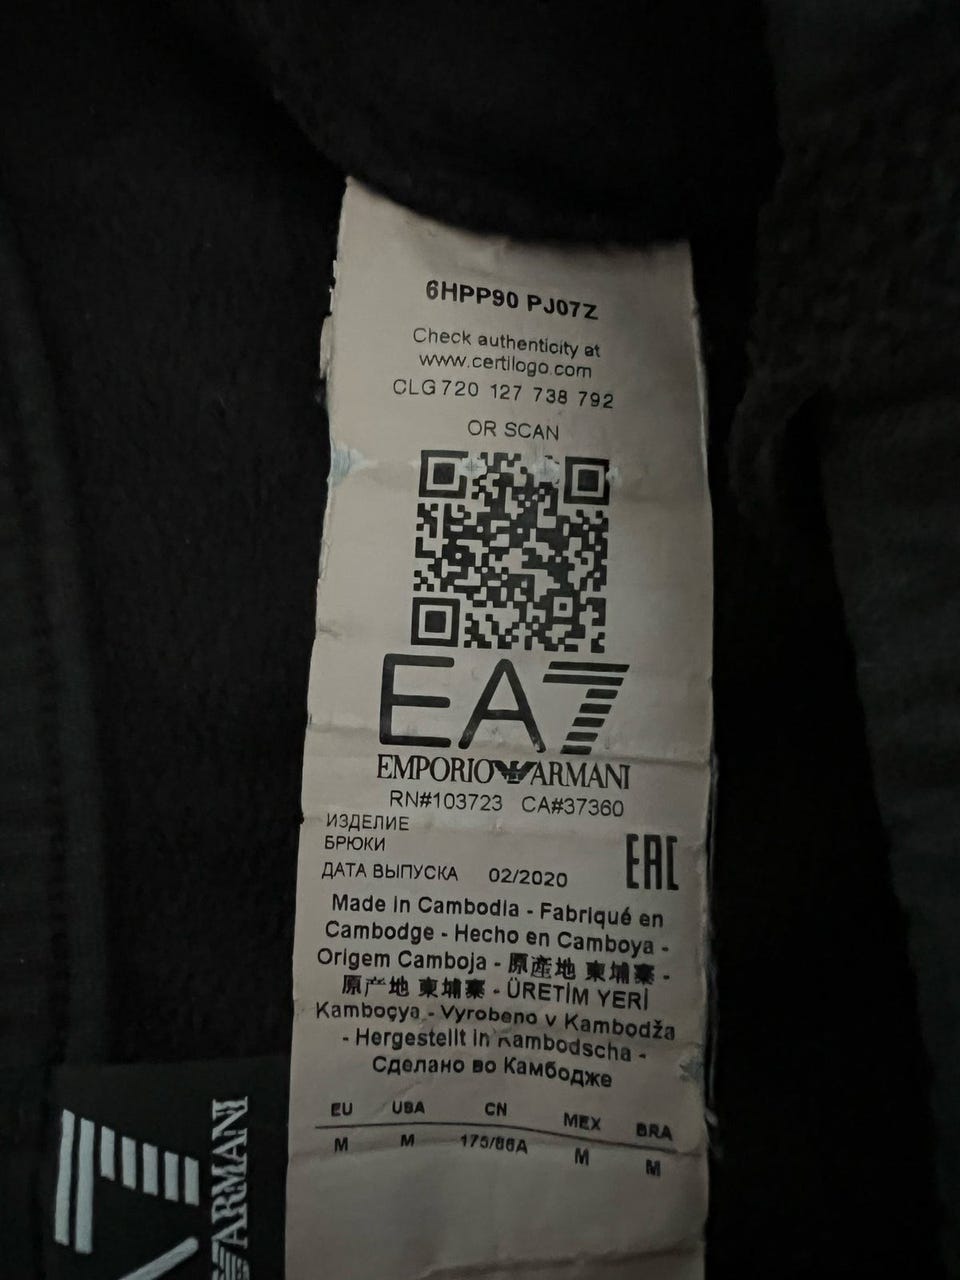 6HPP90 PJ07Z
Check authenticity at
www.certilogo.com
CLG 720 127 738 792
OR SCAN
EA7
EMPORIO ARMANI
RN#103723 CA#37360
ИЗДЕЛИЕ
БРЮКИ
ДАТА ВЫПУСКА 02/2020
EAC
Made in Cambodia - Fabriqué en
Cambodge - Hecho en Camboya -
Origem Camboja - 原産地 柬埔寨 -
原产地 柬埔寨 - ÜRETİM YERİ
Kamboçya - Vyrobeno v Kambodža
- Hergestellt in Kambodscha -
Сделано во Камбодже
EU USA CN MEX BRA
M M 175/86A M M
7
ARMANI